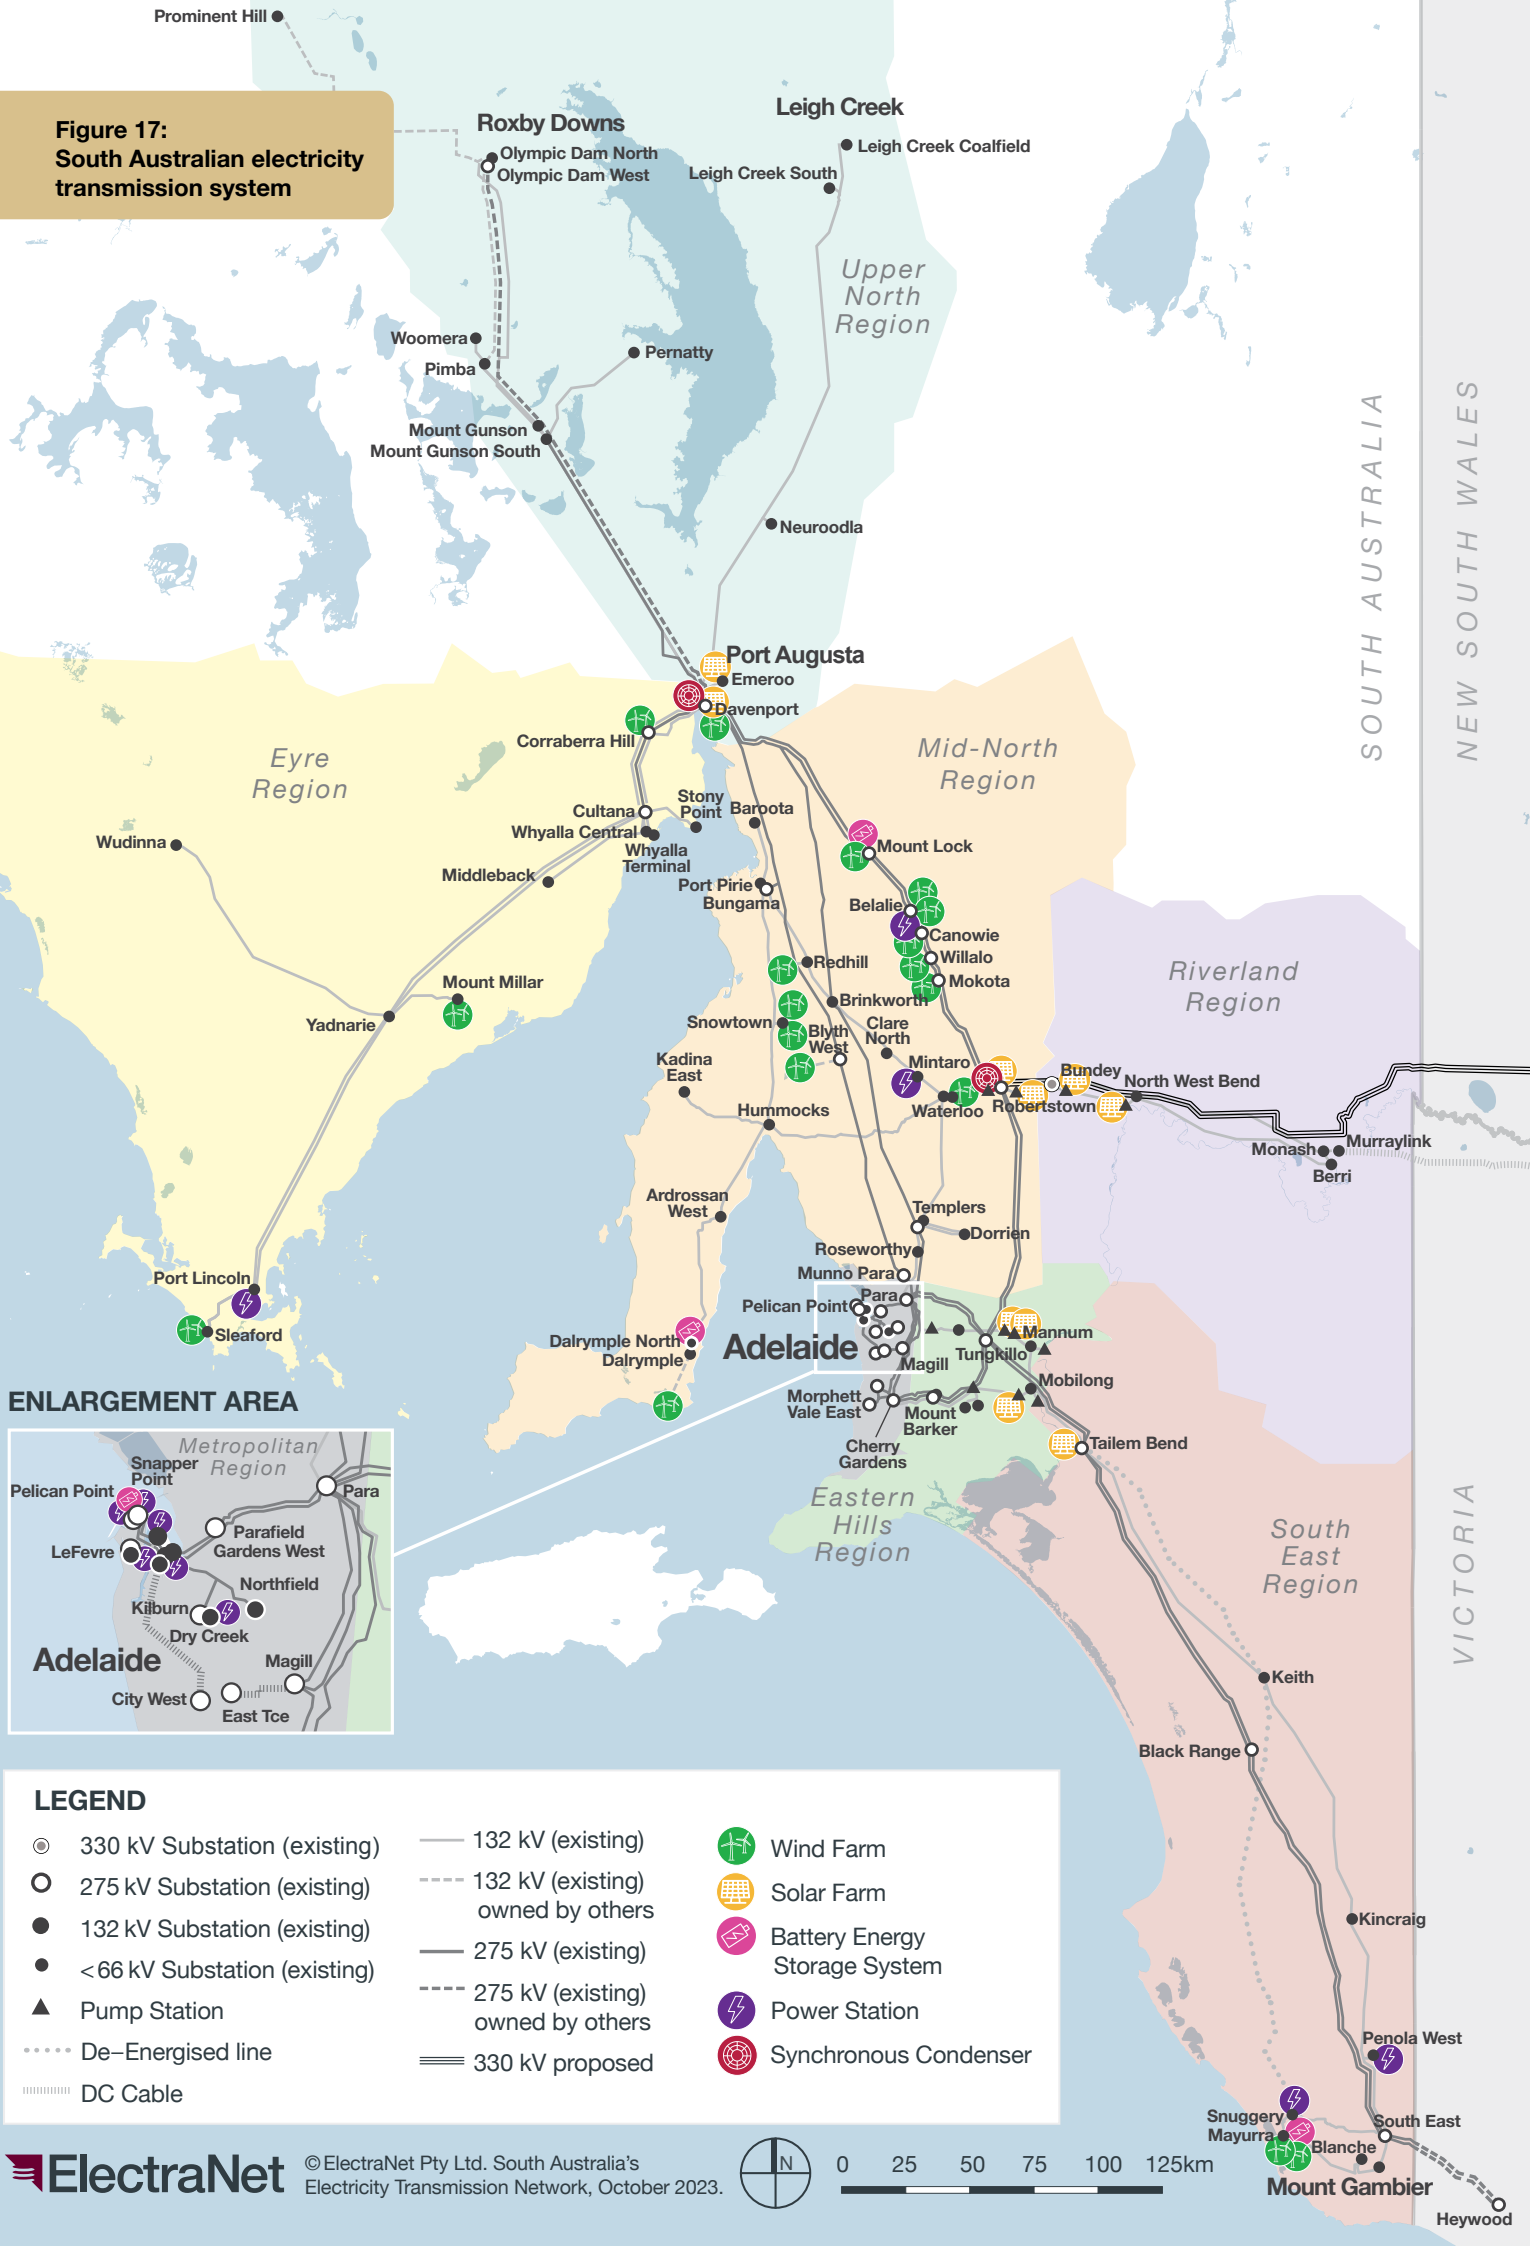 Prominent Hill
Figure 17:
South Australian electricity
transmission system
Roxby Downs
Olympic Dam North
Olympic Dam West
Leigh Creek
Leigh Creek Coalfield
Leigh Creek South
Upper
North
Region
Woomera
Pimba
Pernatty
Mount Gunson
Mount Gunson South
Neuroodla
SOUTH AUSTRALIA
NEW SOUTH WALES
Port Augusta
Emeroo
Davenport
Corraberra Hill
Eyre
Region
Mid-North
Region
Cultana
Stony
Point
Baroota
Whyalla Central
Whyalla
Terminal
Wudinna
Middleback
Mount Lock
Port Pirie
Bungama
Belalie
Canowie
Willalo
Mokota
Redhill
Riverland
Region
Mount Millar
Yadnarie
Brinkworth
Snowtown
Blyth
West
Clare
North
Kadina
East
Mintaro
Bundey
North West Bend
Waterloo
Robertstown
Hummocks
Monash
Murraylink
Berri
Ardrossan
West
Templers
Dorrien
Roseworthy
Munno Para
Port Lincoln
Sleaford
Pelican Point
Para
Adelaide
Magill
Dalrymple North
Dalrymple
Tungkillo
Mannum
Mobilong
Morphett
Vale East
Mount
Barker
Cherry
Gardens
Tailem Bend
Eastern
Hills
Region
South
East
Region
VICTORIA
Keith
Black Range
Kincraig
Penola West
Snuggery
Mayurra
South East
Blanche
Mount Gambier
Heywood
ENLARGEMENT AREA
Metropolitan
Region
Snapper
Point
Pelican Point
Para
Parafield
Gardens West
LeFevre
Northfield
Kilburn
Dry Creek
Adelaide
Magill
City West
East Tce
LEGEND
330 kV Substation (existing)
275 kV Substation (existing)
132 kV Substation (existing)
<66 kV Substation (existing)
Pump Station
De–Energised line
DC Cable
132 kV (existing)
132 kV (existing)
owned by others
275 kV (existing)
275 kV (existing)
owned by others
330 kV proposed
Wind Farm
Solar Farm
Battery Energy
Storage System
Power Station
Synchronous Condenser
ElectraNet
© ElectraNet Pty Ltd. South Australia's
Electricity Transmission Network, October 2023.
N
0 25 50 75 100 125km